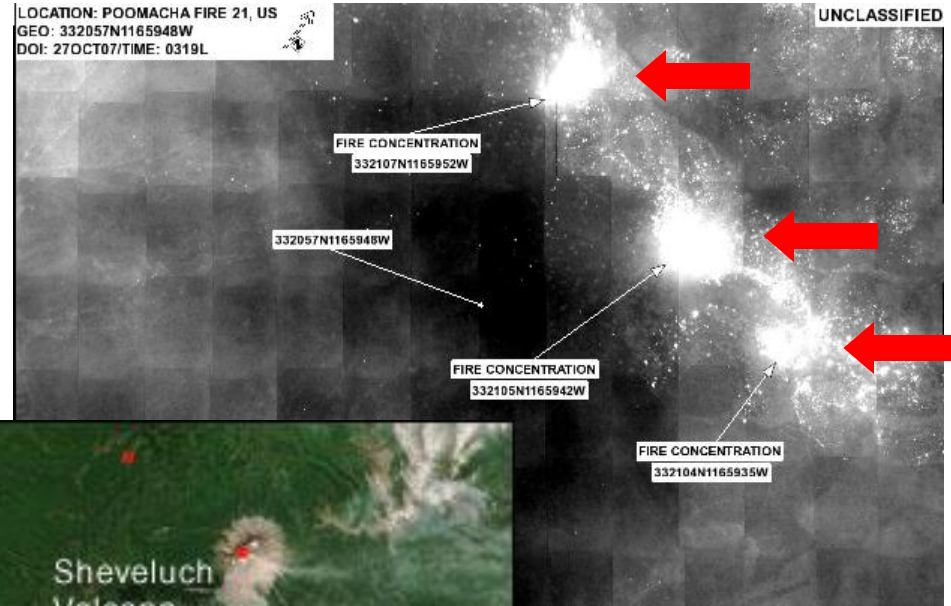 LOCATION: POOMACHA FIRE 21, US
GEO: 332057N1165948W
DOI: 27OCT07/TIME: 0319L
UNCLASSIFIED
FIRE CONCENTRATION
332107N1165952W
332057N1165948W
FIRE CONCENTRATION
332105N1165942W
FIRE CONCENTRATION
332104N1165935W
Sheveluch
Volcano